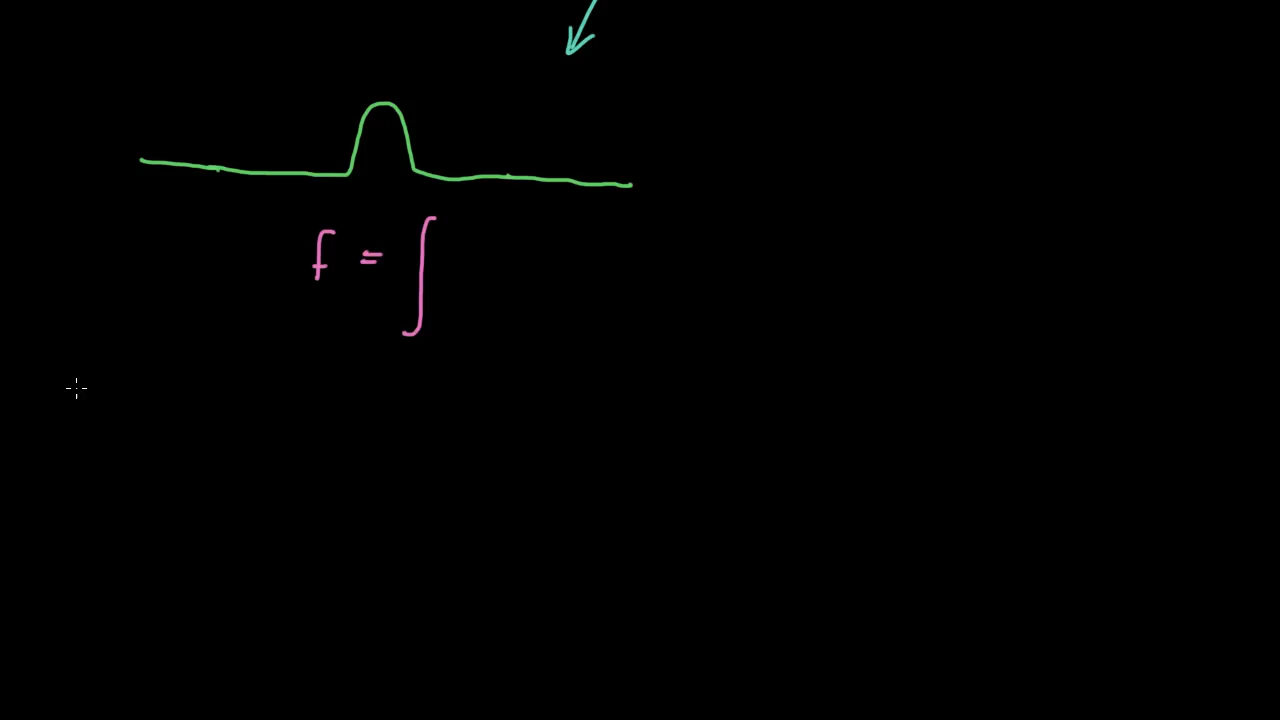 f = ∫